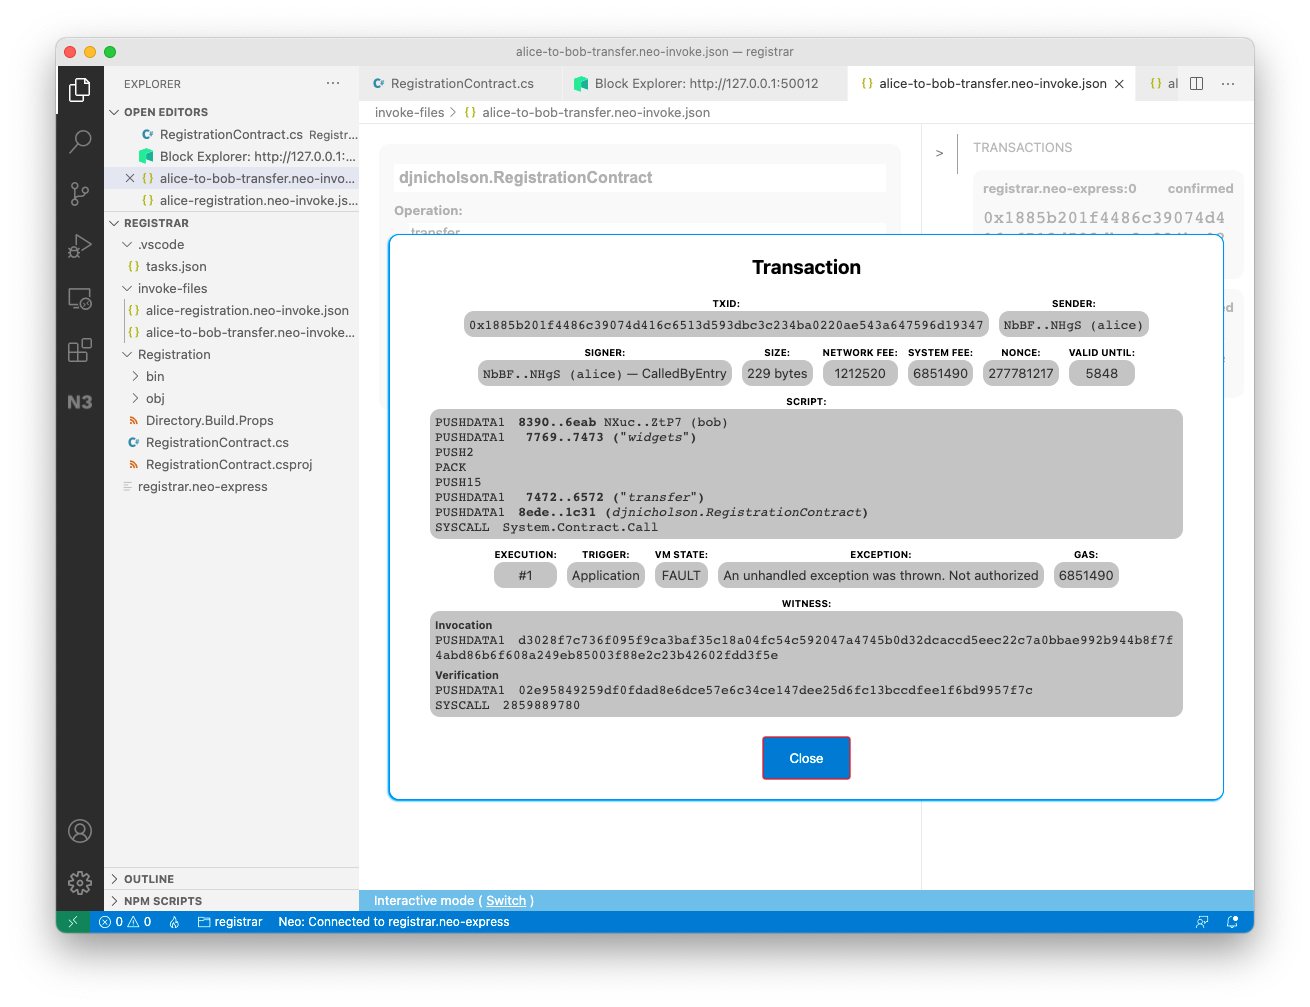 alice-to-bob-transfer.neo-invoke.json — registrar
EXPLORER
RegistrationContract.cs
Block Explorer: http://127.0.0.1:50012
alice-to-bob-transfer.neo-invoke.json
al
OPEN EDITORS
RegistrationContract.cs Registr...
Block Explorer: http://127.0.0.1:...
alice-to-bob-transfer.neo-invo...
alice-registration.neo-invoke.js...
REGISTRAR
.vscode
tasks.json
invoke-files
alice-registration.neo-invoke.json
alice-to-bob-transfer.neo-invoke...
Registration
bin
obj
Directory.Build.Props
RegistrationContract.cs
RegistrationContract.csproj
registrar.neo-express
N3
OUTLINE
NPM SCRIPTS
invoke-files > alice-to-bob-transfer.neo-invoke.json
djnicholson.RegistrationContract
Operation:
transfer
>
TRANSACTIONS
registrar.neo-express:0 confirmed
0x1885b201f4486c39074d4
Transaction
TXID: SENDER:
0x1885b201f4486c39074d416c6513d593dbc3c234ba0220ae543a647596d19347 NbBF..NHgS (alice)
SIGNER: SIZE: NETWORK FEE: SYSTEM FEE: NONCE: VALID UNTIL:
NbBF..NHgS (alice) — CalledByEntry 229 bytes 1212520 6851490 277781217 5848
SCRIPT:
PUSHDATA1 8390..6eab NXuc..ZtP7 (bob)
PUSHDATA1 7769..7473 ("widgets")
PUSH2
PACK
PUSH15
PUSHDATA1 7472..6572 ("transfer")
PUSHDATA1 8ede..1c31 (djnicholson.RegistrationContract)
SYSCALL System.Contract.Call
EXECUTION: TRIGGER: VM STATE: EXCEPTION: GAS:
#1 Application FAULT An unhandled exception was thrown. Not authorized 6851490
WITNESS:
Invocation
PUSHDATA1 d3028f7c736f095f9ca3baf35c18a04fc54c592047a4745b0d32dcaccd5eec22c7a0bbae992b944b8f7f
4abd86b6f608a249eb85003f88e2c23b42602fdd3f5e
Verification
PUSHDATA1 02e95849259df0fdad8e6dce57e6c34ce147dee25d6fc13bccdfee1f6bd9957f7c
SYSCALL 2859889780
Close
Interactive mode ( Switch )
0 0 registrar Neo: Connected to registrar.neo-express